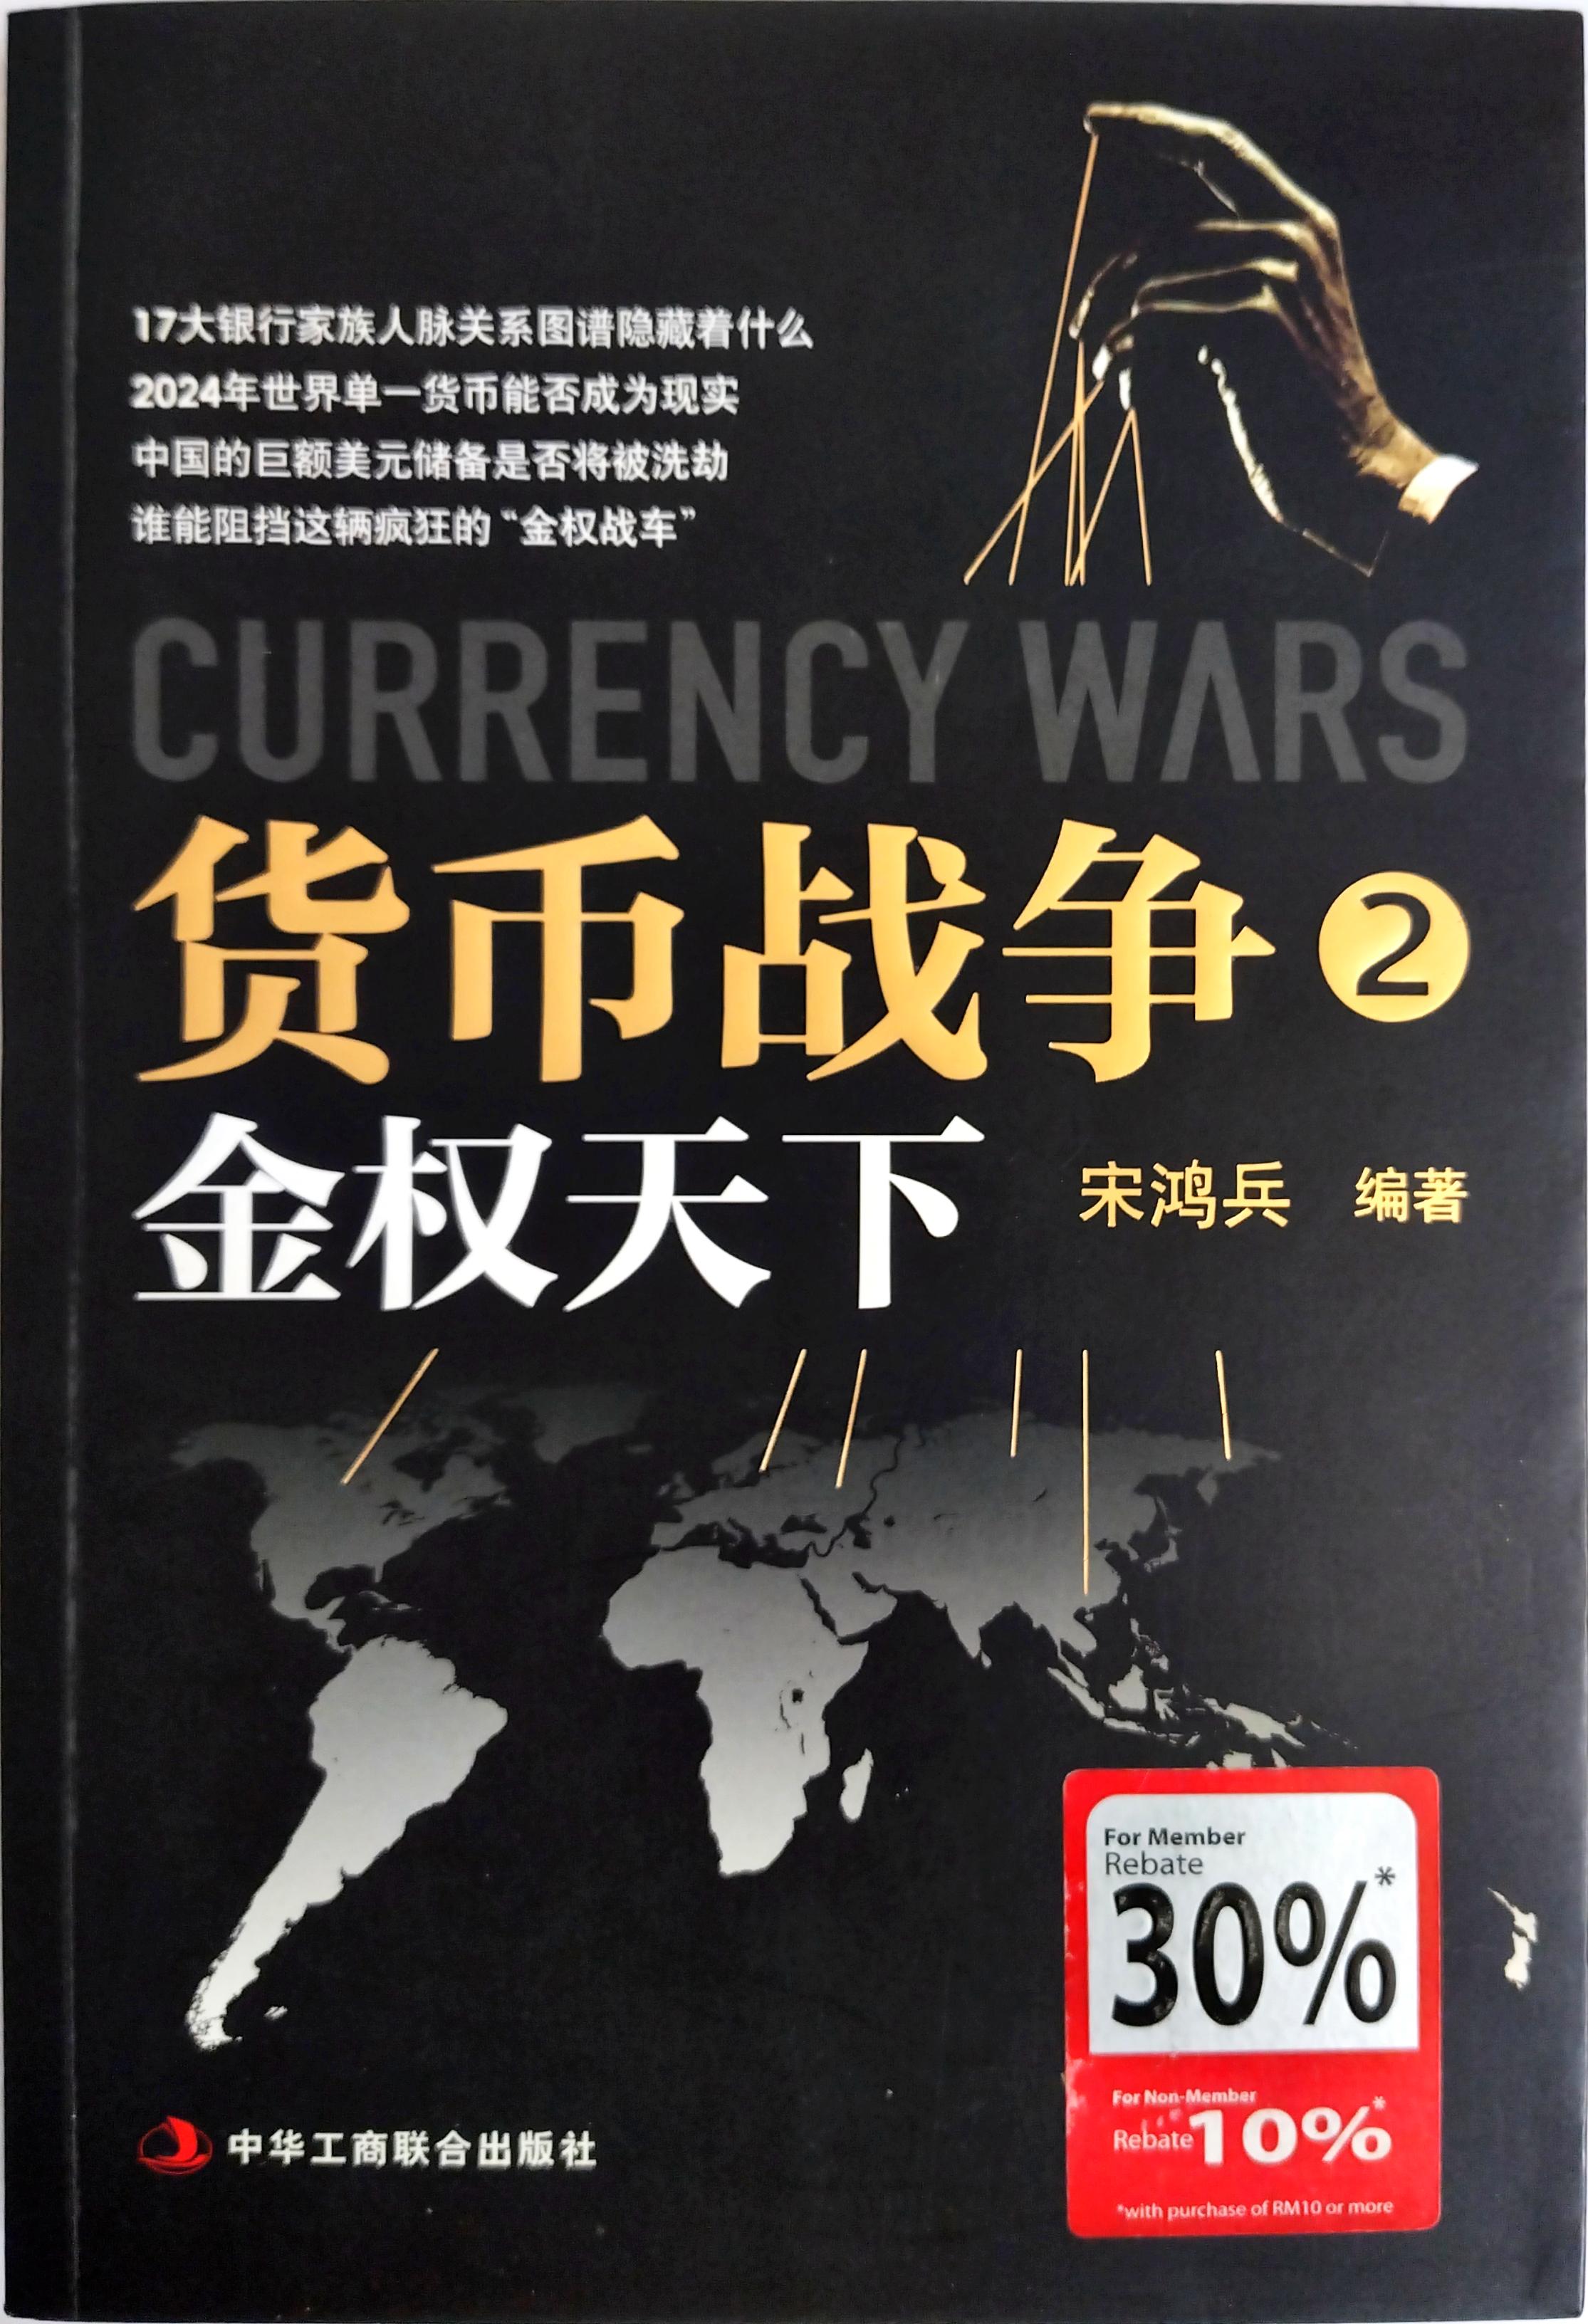 17大银行家族人脉关系图谱隐藏着什么
2024年世界单一货币能否成为现实
中国的巨额美元储备是否将被洗劫
谁能阻挡这辆疯狂的“金权战车”
CURRENCY WARS
货币战争 2
金权天下
宋鸿兵 编著
For Member
Rebate
30%*
For Non-Member
Rebate 10%*
*with purchase of RM10 or more
中华工商联合出版社